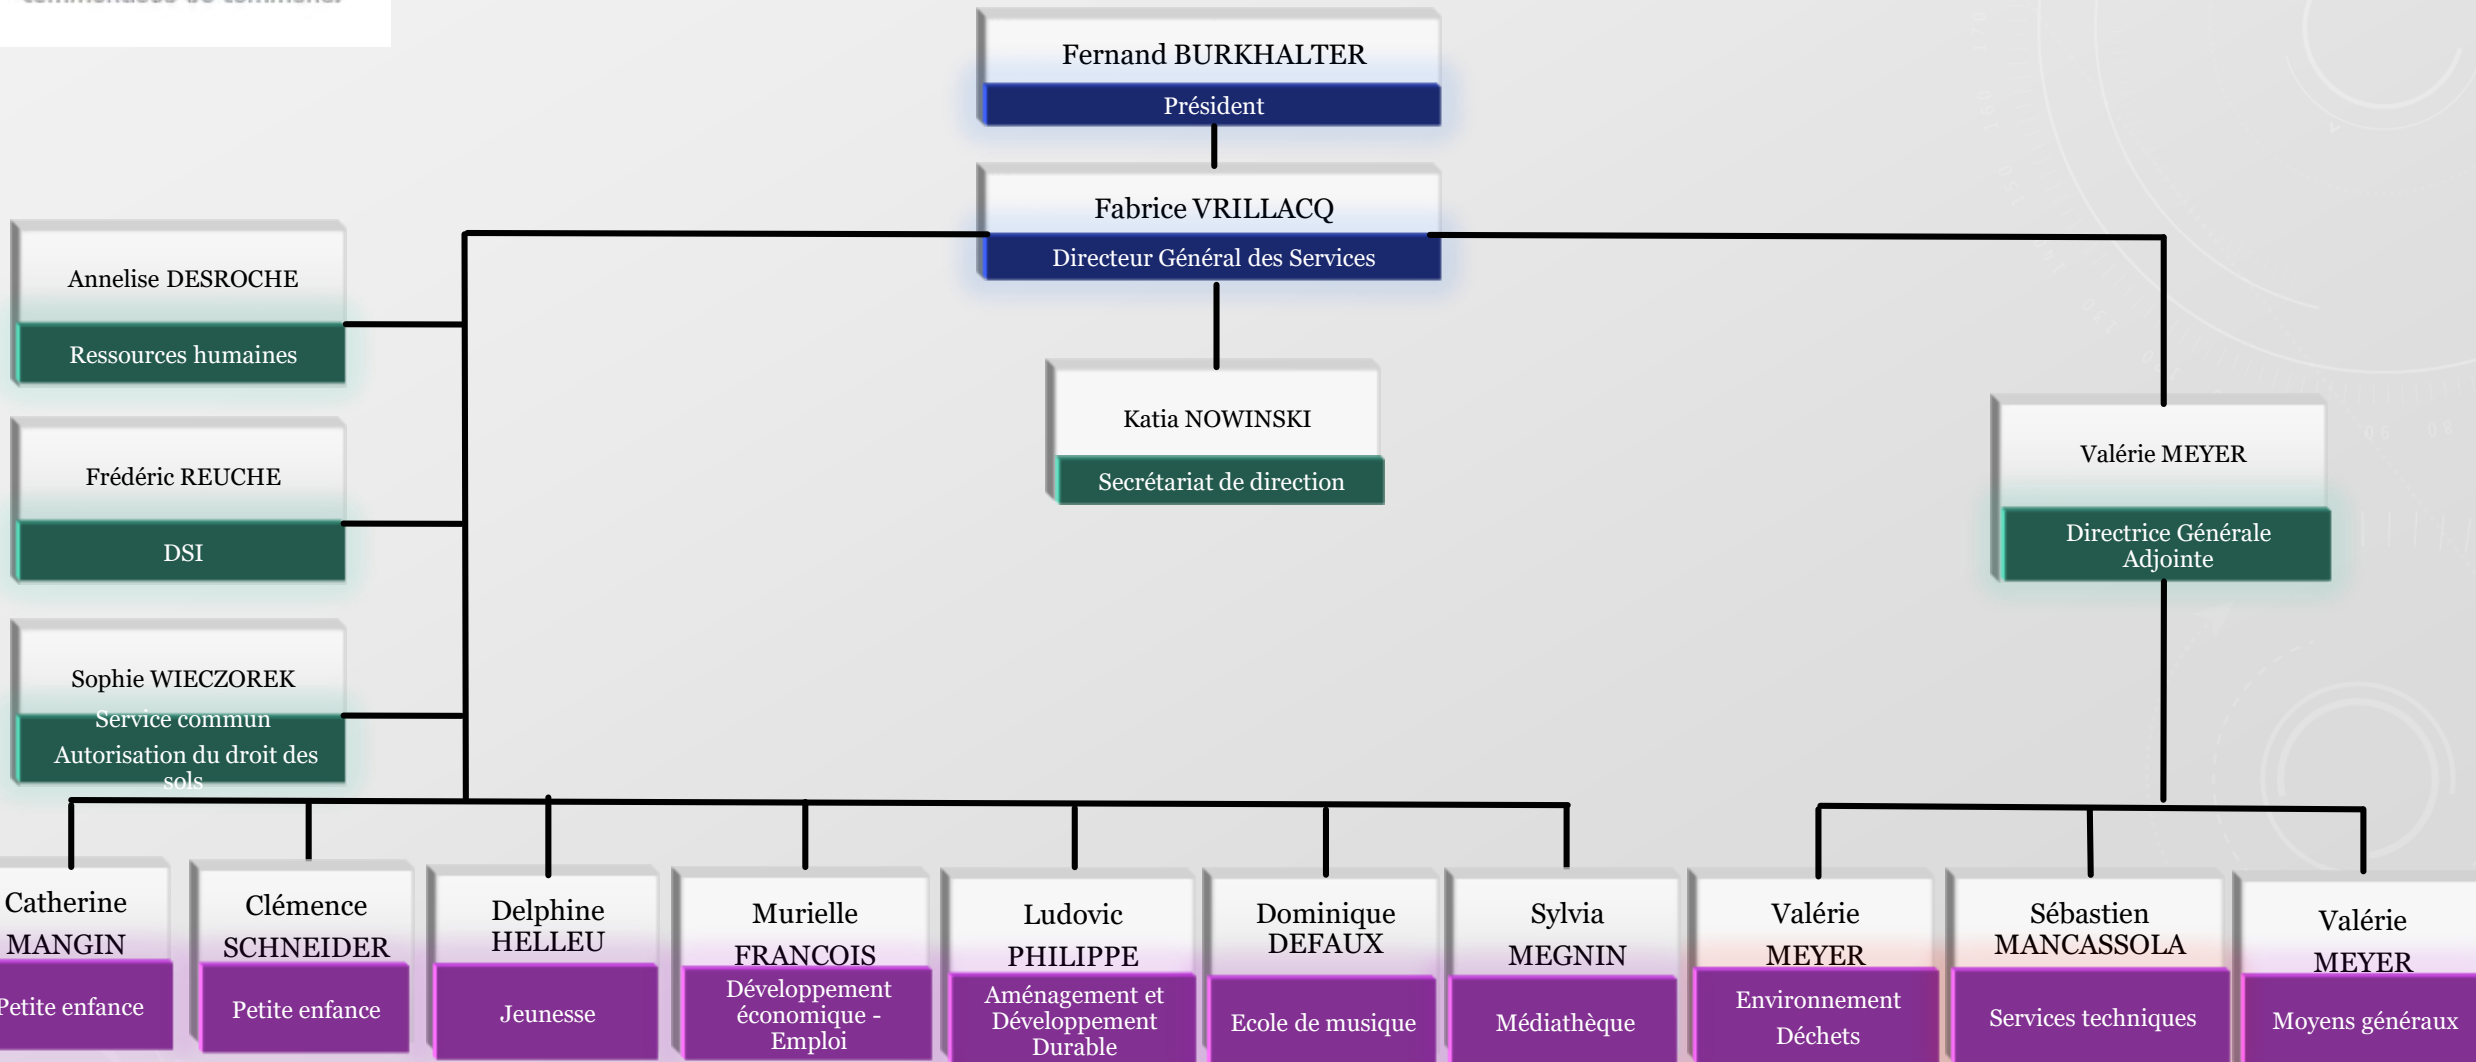 Fernand BURKHALTER
Président
Fabrice VRILLACQ
Directeur Général des Services
Annelise DESROCHE
Ressources humaines
Katia NOWINSKI
Secrétariat de direction
Valérie MEYER
Directrice Générale
Adjointe
Frédéric REUCHE
DSI
Sophie WIECZOREK
Service commun
Autorisation du droit des
sols
Catherine
MANGIN
Petite enfance
Clémence
SCHNEIDER
Petite enfance
Delphine
HELLEU
Jeunesse
Murielle
FRANCOIS
Développement
économique -
Emploi
Ludovic
PHILIPPE
Aménagement et
Développement
Durable
Dominique
DEFAUX
Ecole de musique
Sylvia
MEGNIN
Médiathèque
Valérie
MEYER
Environnement
Déchets
Sébastien
MANCASSOLA
Services techniques
Valérie
MEYER
Moyens généraux